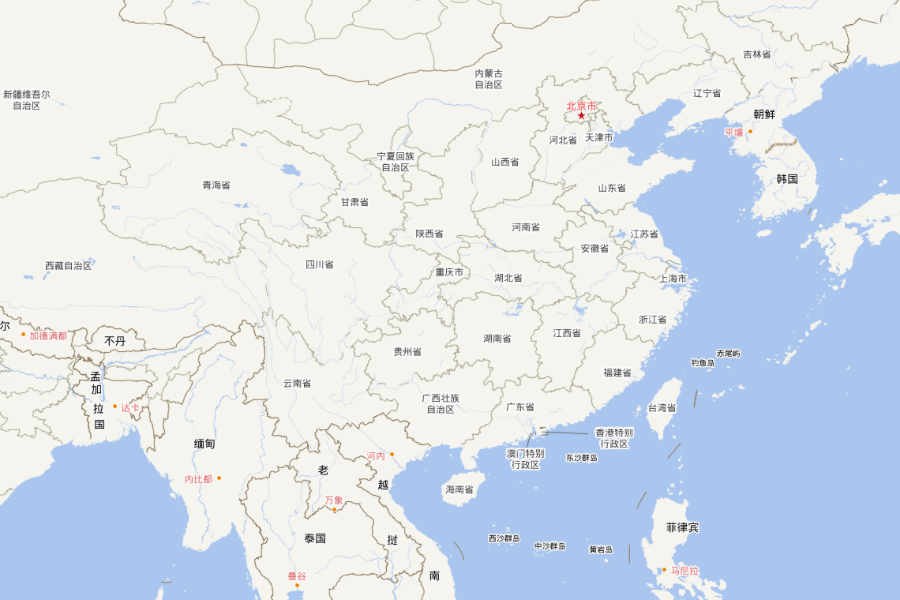 吉林省
内蒙古
自治区
新疆维吾尔
自治区
辽宁省
北京市
朝鲜
平壤
河北省
天津市
宁夏回族
自治区
山西省
韩国
青海省
山东省
甘肃省
陕西省
河南省
江苏省
安徽省
西藏自治区
四川省
重庆市
湖北省
上海市
浙江省
尔
加德满都
不丹
湖南省
江西省
贵州省
钓鱼岛
赤尾屿
福建省
孟
加
拉
国
达卡
云南省
广西壮族
自治区
广东省
台湾省
香港特别
行政区
缅甸
澳门特别
行政区
东沙群岛
河内
老
内比都
越
海南省
万象
菲律宾
泰国
挝
西沙群岛
中沙群岛
黄岩岛
曼谷
南
马尼拉